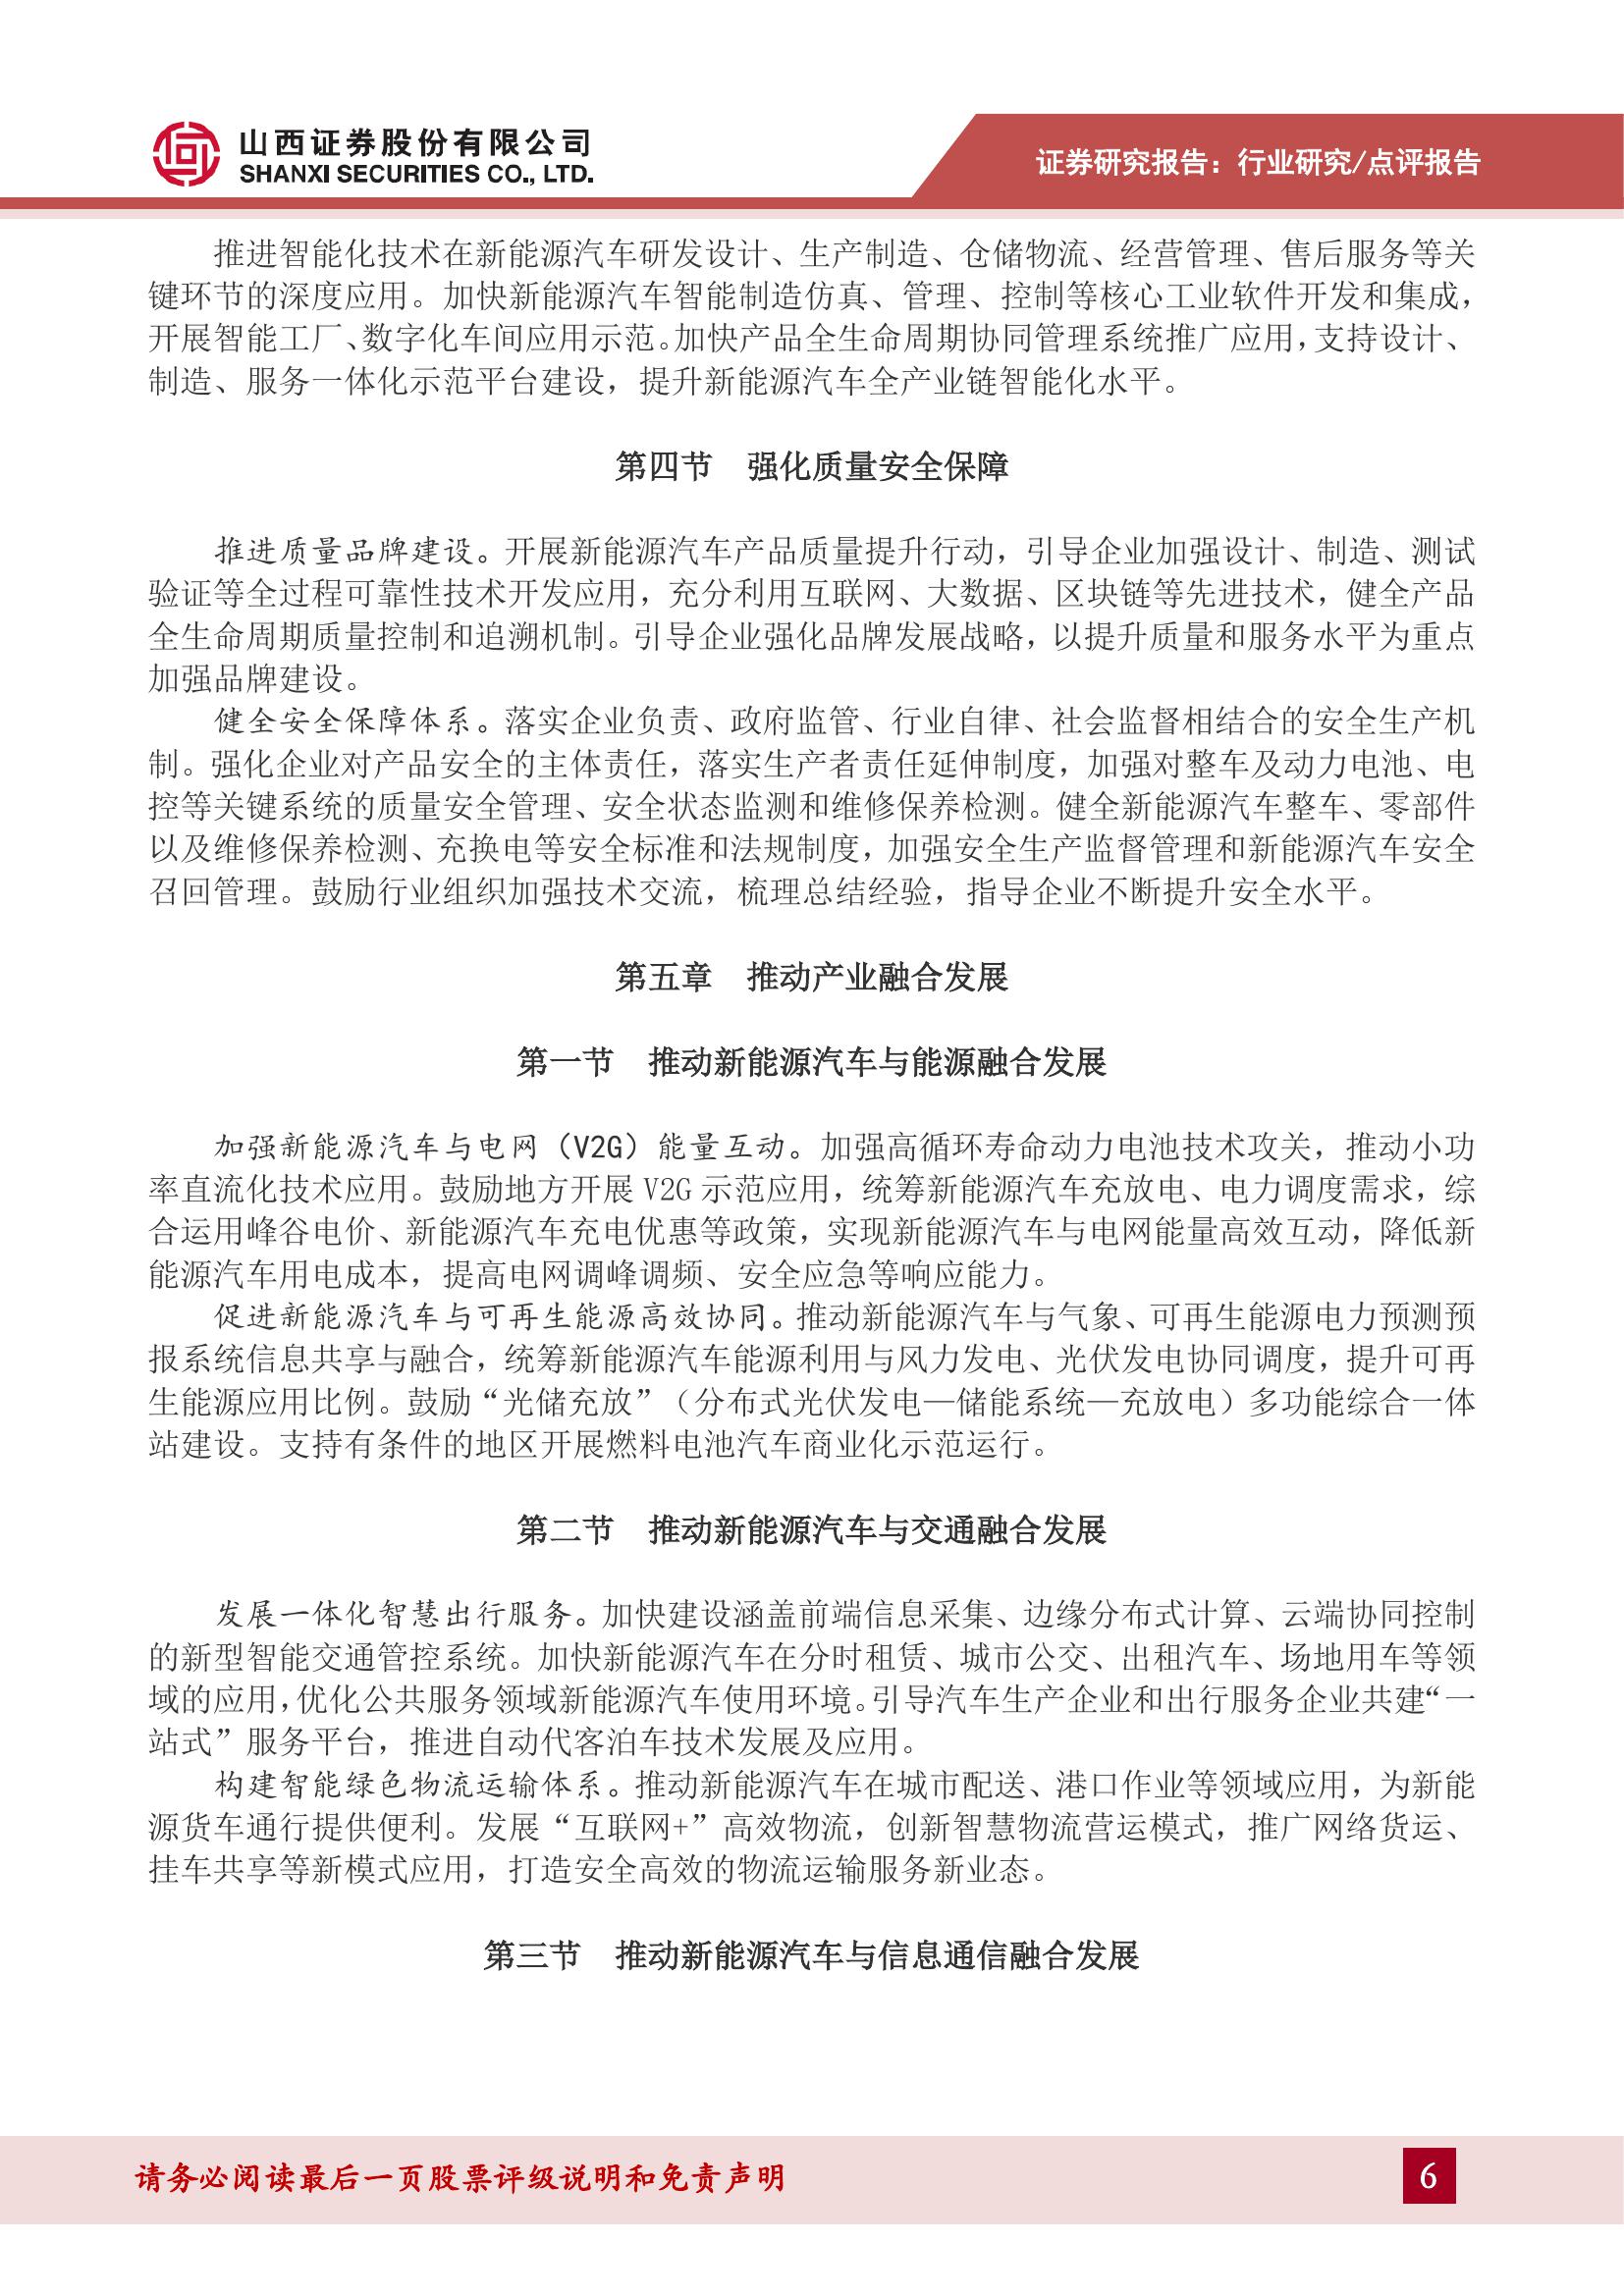 山西证券股份有限公司
SHANXI SECURITIES CO., LTD.
证券研究报告：行业研究/点评报告
推进智能化技术在新能源汽车研发设计、生产制造、仓储物流、经营管理、售后服务等关
键环节的深度应用。加快新能源汽车智能制造仿真、管理、控制等核心工业软件开发和集成，
开展智能工厂、数字化车间应用示范。加快产品全生命周期协同管理系统推广应用，支持设计、
制造、服务一体化示范平台建设，提升新能源汽车全产业链智能化水平。
第四节　强化质量安全保障
推进质量品牌建设。开展新能源汽车产品质量提升行动，引导企业加强设计、制造、测试
验证等全过程可靠性技术开发应用，充分利用互联网、大数据、区块链等先进技术，健全产品
全生命周期质量控制和追溯机制。引导企业强化品牌发展战略，以提升质量和服务水平为重点
加强品牌建设。
健全安全保障体系。落实企业负责、政府监管、行业自律、社会监督相结合的安全生产机
制。强化企业对产品安全的主体责任，落实生产者责任延伸制度，加强对整车及动力电池、电
控等关键系统的质量安全管理、安全状态监测和维修保养检测。健全新能源汽车整车、零部件
以及维修保养检测、充换电等安全标准和法规制度，加强安全生产监督管理和新能源汽车安全
召回管理。鼓励行业组织加强技术交流，梳理总结经验，指导企业不断提升安全水平。
第五章　推动产业融合发展
第一节　推动新能源汽车与能源融合发展
加强新能源汽车与电网（V2G）能量互动。加强高循环寿命动力电池技术攻关，推动小功
率直流化技术应用。鼓励地方开展 V2G 示范应用，统筹新能源汽车充放电、电力调度需求，综
合运用峰谷电价、新能源汽车充电优惠等政策，实现新能源汽车与电网能量高效互动，降低新
能源汽车用电成本，提高电网调峰调频、安全应急等响应能力。
促进新能源汽车与可再生能源高效协同。推动新能源汽车与气象、可再生能源电力预测预
报系统信息共享与融合，统筹新能源汽车能源利用与风力发电、光伏发电协同调度，提升可再
生能源应用比例。鼓励“光储充放”（分布式光伏发电—储能系统—充放电）多功能综合一体
站建设。支持有条件的地区开展燃料电池汽车商业化示范运行。
第二节　推动新能源汽车与交通融合发展
发展一体化智慧出行服务。加快建设涵盖前端信息采集、边缘分布式计算、云端协同控制
的新型智能交通管控系统。加快新能源汽车在分时租赁、城市公交、出租汽车、场地用车等领
域的应用，优化公共服务领域新能源汽车使用环境。引导汽车生产企业和出行服务企业共建“一
站式”服务平台，推进自动代客泊车技术发展及应用。
构建智能绿色物流运输体系。推动新能源汽车在城市配送、港口作业等领域应用，为新能
源货车通行提供便利。发展“互联网+”高效物流，创新智慧物流营运模式，推广网络货运、
挂车共享等新模式应用，打造安全高效的物流运输服务新业态。
第三节　推动新能源汽车与信息通信融合发展
请务必阅读最后一页股票评级说明和免责声明
6